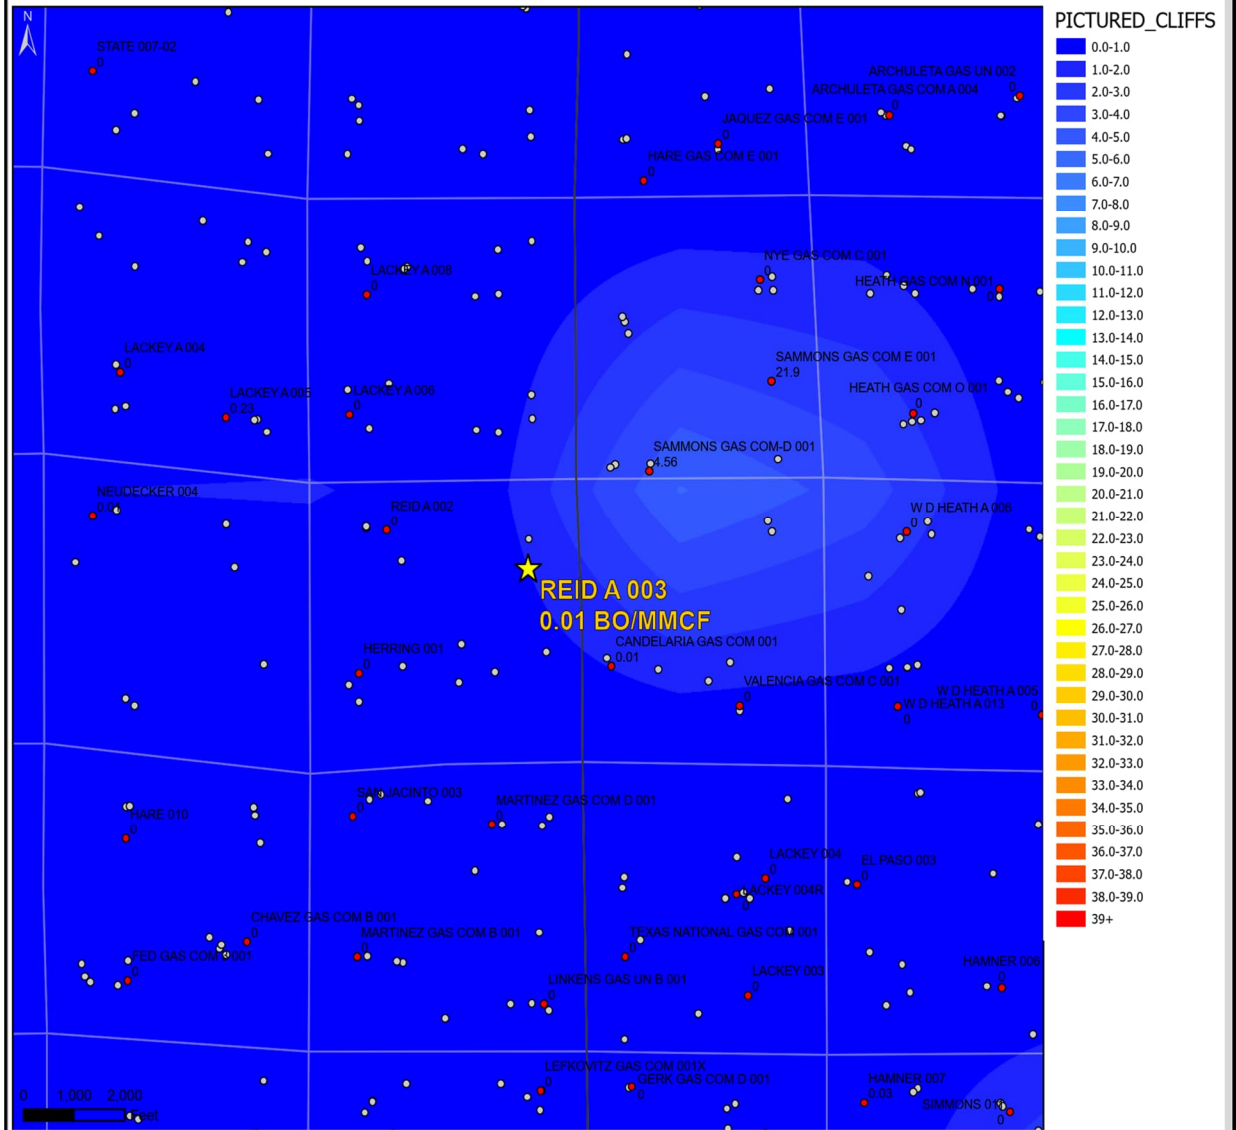 N
PICTURED_CLIFFS
0.0-1.0
1.0-2.0
2.0-3.0
3.0-4.0
4.0-5.0
5.0-6.0
6.0-7.0
7.0-8.0
8.0-9.0
9.0-10.0
10.0-11.0
11.0-12.0
12.0-13.0
13.0-14.0
14.0-15.0
15.0-16.0
16.0-17.0
17.0-18.0
18.0-19.0
19.0-20.0
20.0-21.0
21.0-22.0
22.0-23.0
23.0-24.0
24.0-25.0
25.0-26.0
26.0-27.0
27.0-28.0
28.0-29.0
29.0-30.0
30.0-31.0
31.0-32.0
32.0-33.0
33.0-34.0
34.0-35.0
35.0-36.0
36.0-37.0
37.0-38.0
38.0-39.0
39+
STATE 007-02
0
ARCHULETA GAS UN 002
0
ARCHULETA GAS COM A 004
0
JAQUEZ GAS COM E 001
0
HARE GAS COM E 001
0
NYE GAS COM C 001
0
LACKEY A 008
0
HEATH GAS COM N 001
0
LACKEY A 004
0
SAMMONS GAS COM E 001
21.9
LACKEY A 005
0.23
LACKEY A 006
0
HEATH GAS COM O 001
0
SAMMONS GAS COM-D 001
4.56
NEUDECKER 004
0.01
REID A 002
0
W D HEATH A 006
0
REID A 003
0.01 BO/MMCF
CANDELARIA GAS COM 001
0.01
HERRING 001
0
VALENCIA GAS COM C 001
0
W D HEATH A 005
0
W D HEATH A 013
0
SAN JACINTO 003
0
MARTINEZ GAS COM D 001
0
HARE 010
0
LACKEY 004
0
EL PASO 003
0
LACKEY 004R
0
CHAVEZ GAS COM B 001
0
MARTINEZ GAS COM B 001
0
TEXAS NATIONAL GAS COM 001
0
FED GAS COM 001
0
HAMNER 006
0
LACKEY 003
0
LINKENS GAS UN B 001
0
LEFKOVITZ GAS COM 001X
0
GERK GAS COM D 001
0
HAMNER 007
0.03
SIMMONS
0
0 1,000 2,000
Feet